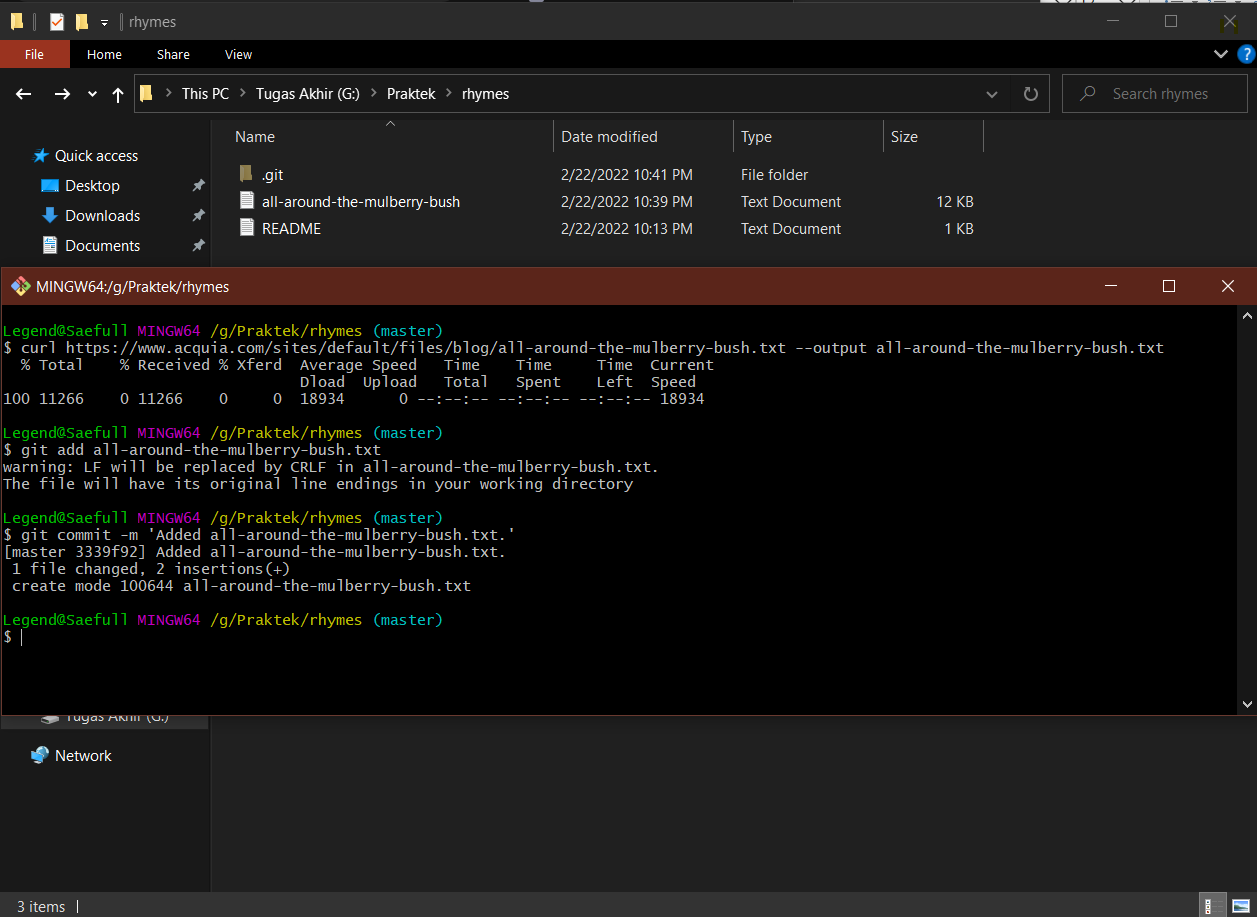 rhymes
File Home Share View
This PC Tugas Akhir (G:) Praktek rhymes Search rhymes
Name Date modified Type Size
Quick access
Desktop
Downloads
Documents
.git 2/22/2022 10:41 PM File folder
all-around-the-mulberry-bush 2/22/2022 10:39 PM Text Document 12 KB
README 2/22/2022 10:13 PM Text Document 1 KB
MINGW64:/g/Praktek/rhymes
Legend@Saefull MINGW64 /g/Praktek/rhymes (master)
$ curl https://www.acquia.com/sites/default/files/blog/all-around-the-mulberry-bush.txt --output all-around-the-mulberry-bush.txt
% Total % Received % Xferd Average Speed Time Time Time Current
Dload Upload Total Spent Left Speed
100 11266 0 11266 0 0 18934 0 --:--:-- --:--:-- --:--:-- 18934
Legend@Saefull MINGW64 /g/Praktek/rhymes (master)
$ git add all-around-the-mulberry-bush.txt
warning: LF will be replaced by CRLF in all-around-the-mulberry-bush.txt.
The file will have its original line endings in your working directory
Legend@Saefull MINGW64 /g/Praktek/rhymes (master)
$ git commit -m 'Added all-around-the-mulberry-bush.txt.'
[master 3339f92] Added all-around-the-mulberry-bush.txt.
1 file changed, 2 insertions(+)
create mode 100644 all-around-the-mulberry-bush.txt
Legend@Saefull MINGW64 /g/Praktek/rhymes (master)
$
Tugas Akhir (G:)
Network
3 items